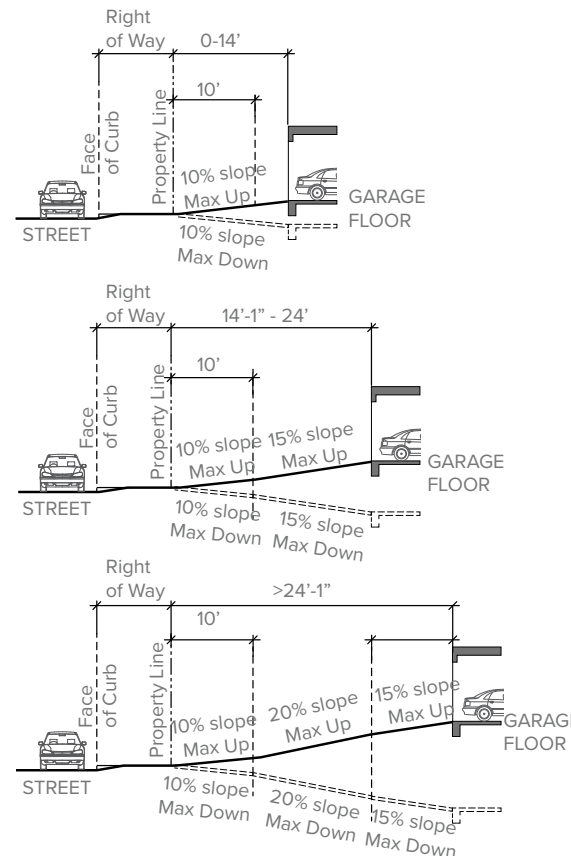 Right
of Way
0-14’
10’
Face
of Curb
Property Line
10% slope
Max Up
GARAGE
FLOOR
STREET
10% slope
Max Down
Right
of Way
14’-1” - 24’
10’
Face
of Curb
Property Line
10% slope
Max Up
15% slope
Max Up
GARAGE
FLOOR
STREET
10% slope
Max Down
15% slope
Max Down
Right
of Way
>24’-1”
10’
Face
of Curb
Property Line
10% slope
Max Up
20% slope
Max Up
15% slope
Max Up
GARAGE
FLOOR
STREET
10% slope
Max Down
20% slope
Max Down
15% slope
Max Down